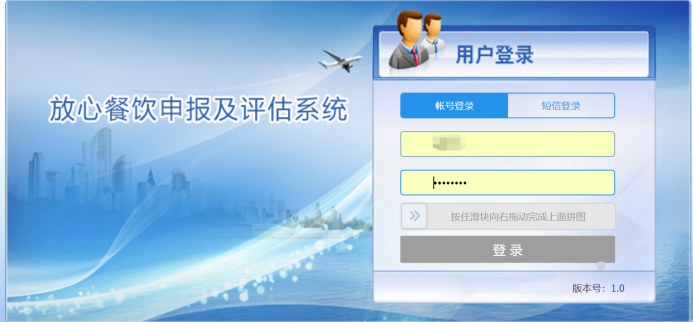 放心餐饮申报及评估系统
用户登录
帐号登录 短信登录
••••••••
按住滑块向右拖动完成上面拼图
登录
版本号：1.0